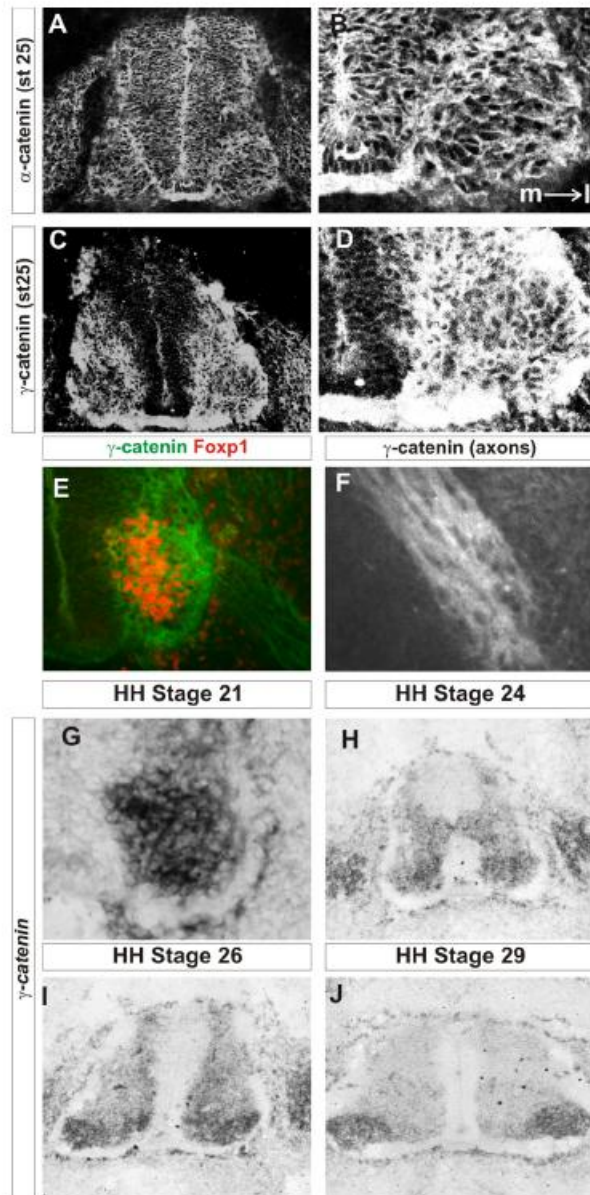 A
B
α-catenin (st 25)
m→l
C
D
γ-catenin (st25)
γ-catenin Foxp1
γ-catenin (axons)
E
F
HH Stage 21
HH Stage 24
G
H
γ-catenin
HH Stage 26
HH Stage 29
I
J